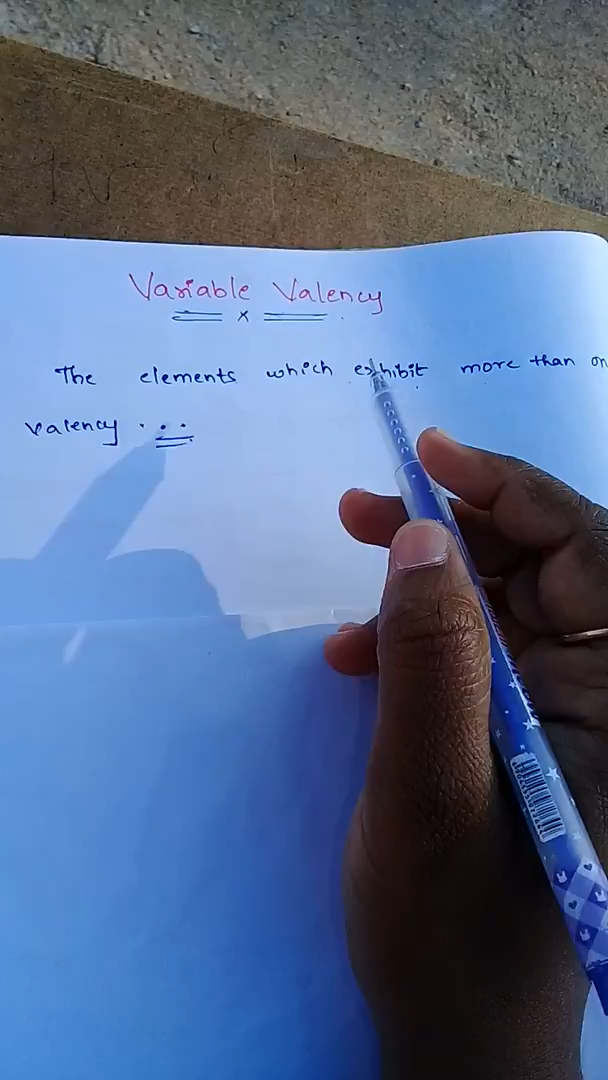 Variable Valency
The elements which exhibit more than on
valency